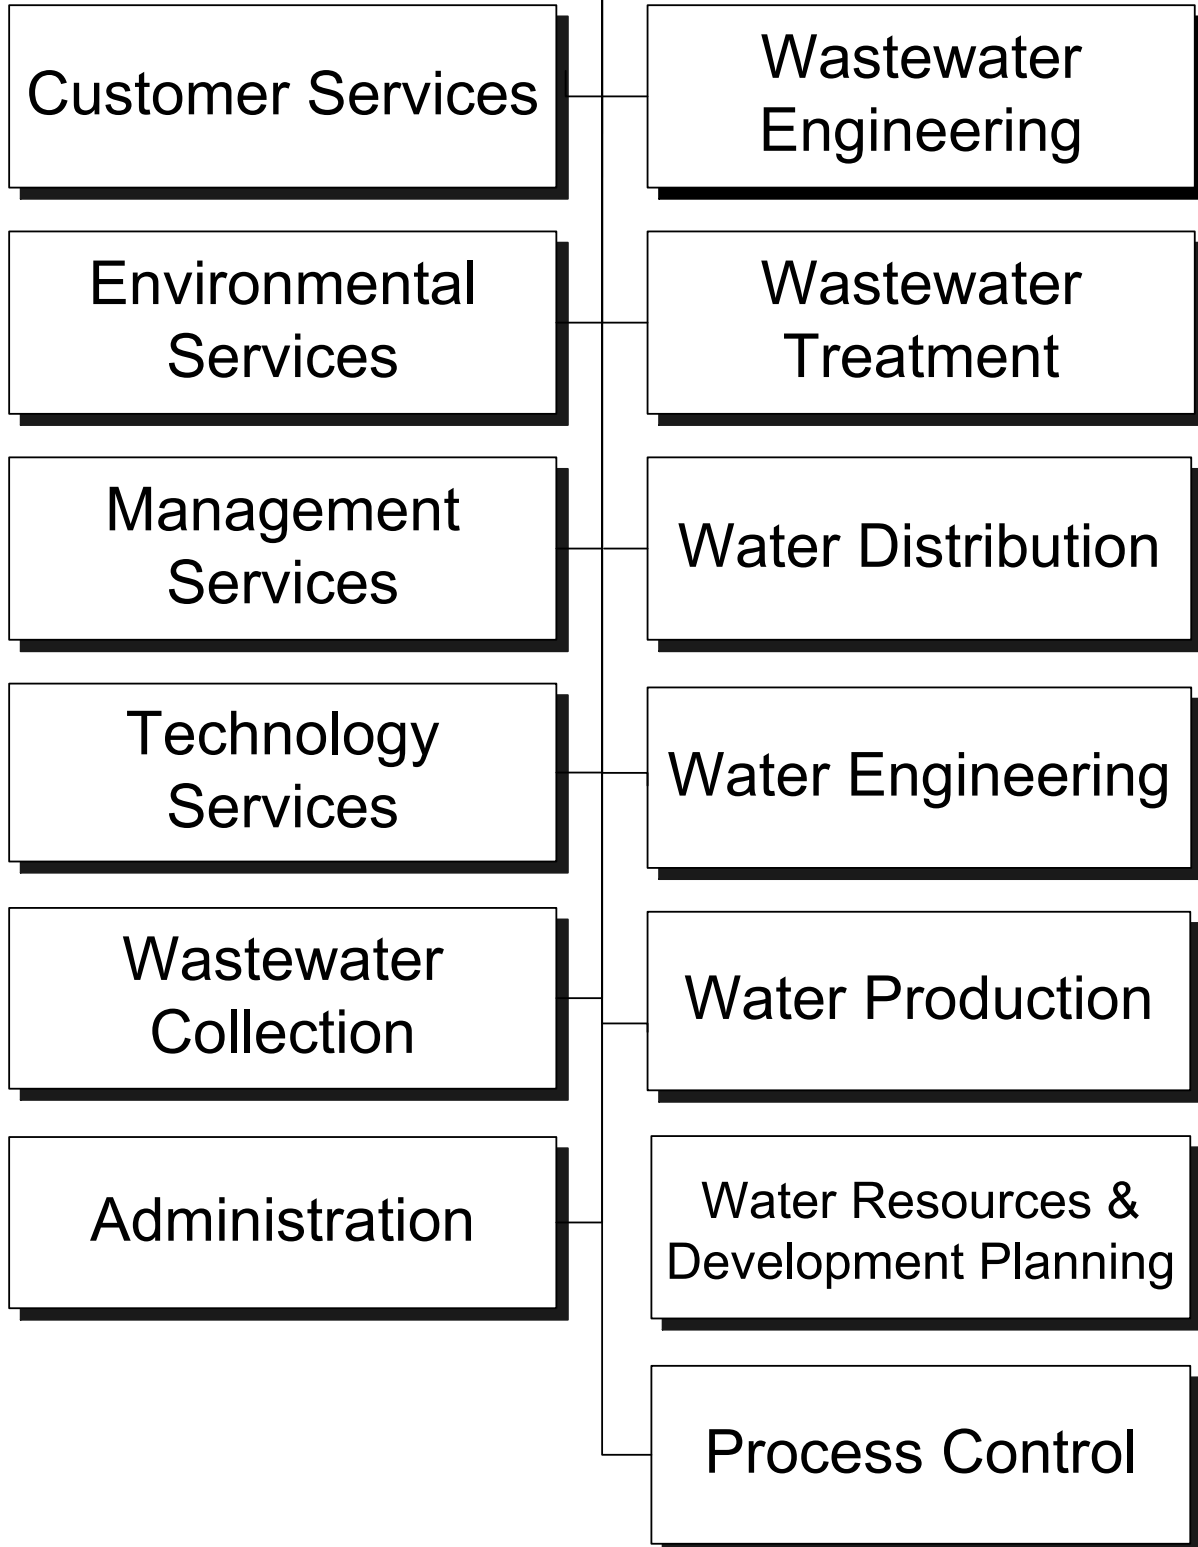 Customer Services
Environmental
Services
Management
Services
Technology
Services
Wastewater
Collection
Administration
Wastewater
Engineering
Wastewater
Treatment
Water Distribution
Water Engineering
Water Production
Water Resources &
Development Planning
Process Control